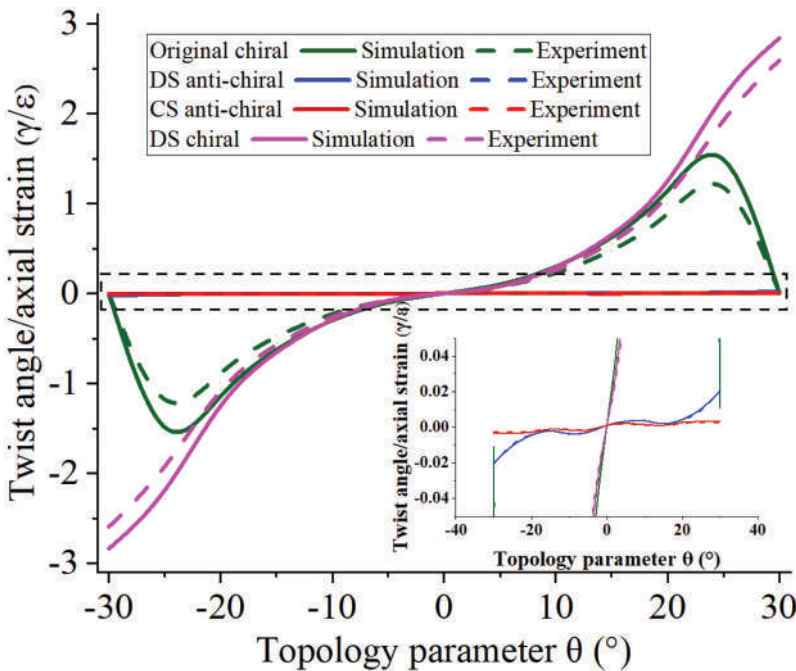 Twist angle/axial strain (γ/ε)
3
2
1
0
-1
-2
-3
Original chiral Simulation Experiment
DS anti-chiral Simulation Experiment
CS anti-chiral Simulation Experiment
DS chiral Simulation Experiment
Twist angle/axial strain (γ/ε)
0.04
0.02
0.00
-0.02
-0.04
-40 -20 0 20 40
Topology parameter θ (°)
-30 -20 -10 0 10 20 30
Topology parameter θ (°)